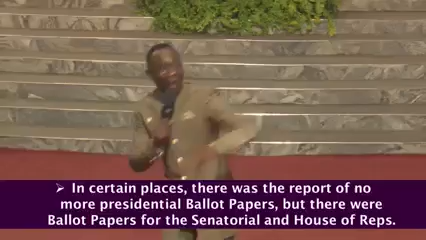 ➢ In certain places, there was the report of no
more presidential Ballot Papers, but there were
Ballot Papers for the Senatorial and House of Reps.